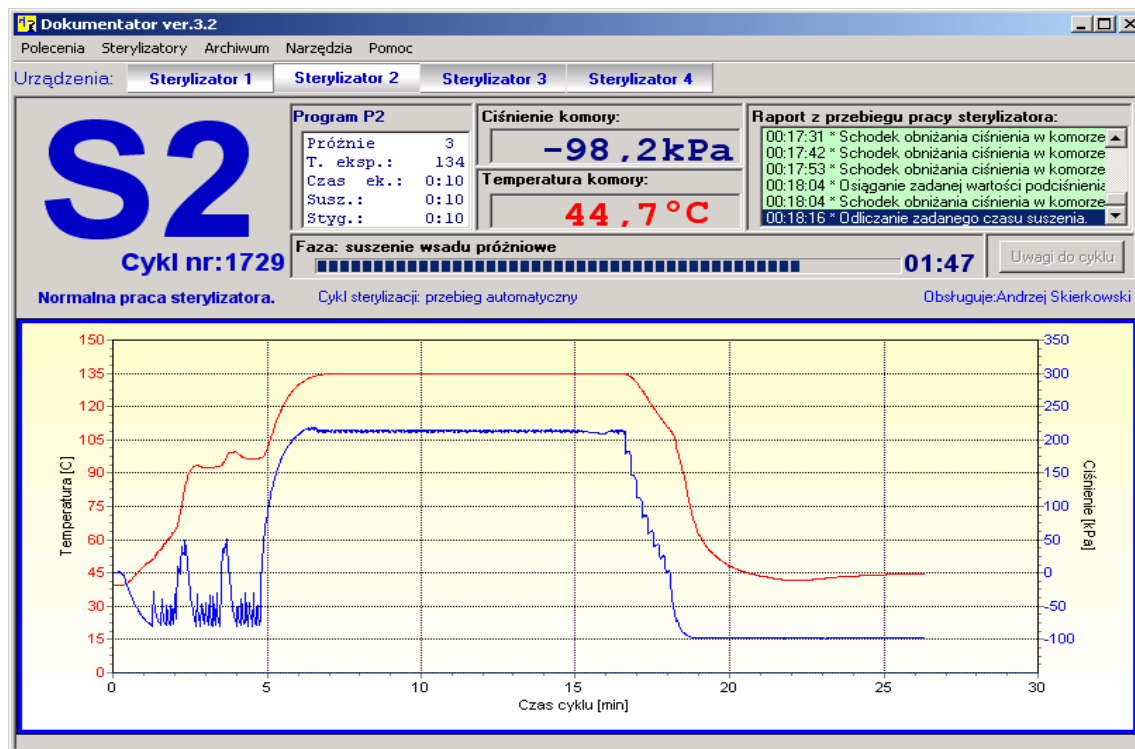 Dokumentator ver.3.2
Polecenia Sterylizatory Archiwum Narzędzia Pomoc
Urządzenia: Sterylizator 1 Sterylizator 2 Sterylizator 3 Sterylizator 4
S2
Cykl nr:1729
Program P2
Próżnie 3
T. eksp.: 134
Czas ek.: 0:10
Susz.: 0:10
Styg.: 0:10
Ciśnienie komory:
-98,2kPa
Temperatura komory:
44,7°C
Raport z przebiegu pracy sterylizatora:
00:17:31 * Schodek obniżania ciśnienia w komorze
00:17:42 * Schodek obniżania ciśnienia w komorze
00:17:53 * Schodek obniżania ciśnienia w komorze
00:18:04 * Osiąganie zadanej wartości podciśnienia
00:18:04 * Schodek obniżania ciśnienia w komorze
00:18:16 * Odliczanie zadanego czasu suszenia.
Faza: suszenie wsadu próżniowe
01:47
Uwagi do cyklu
Normalna praca sterylizatora. Cykl sterylizacji: przebieg automatyczny Obsługuje:Andrzej Skierkowski
150 350
135 300
120 250
105 200
90 150
75 100
60 50
45 0
30 -50
15 -100
0
Temperatura [C]
Ciśnienie [kPa]
0 5 10 15 20 25 30
Czas cyklu [min]